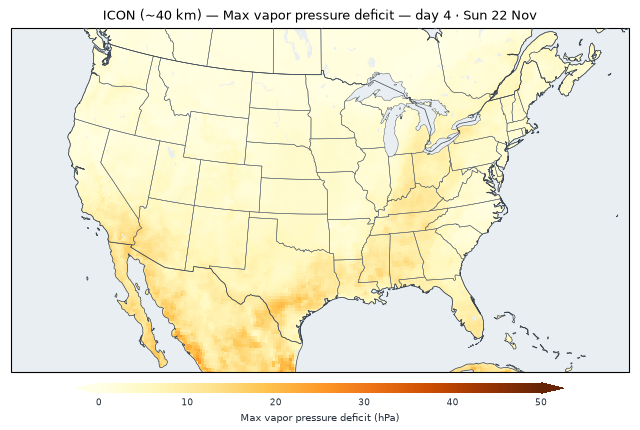 ICON (~40 km) — Max vapor pressure deficit — day 4 · Sun 22 Nov
0 10 20 30 40 50
Max vapor pressure deficit (hPa)